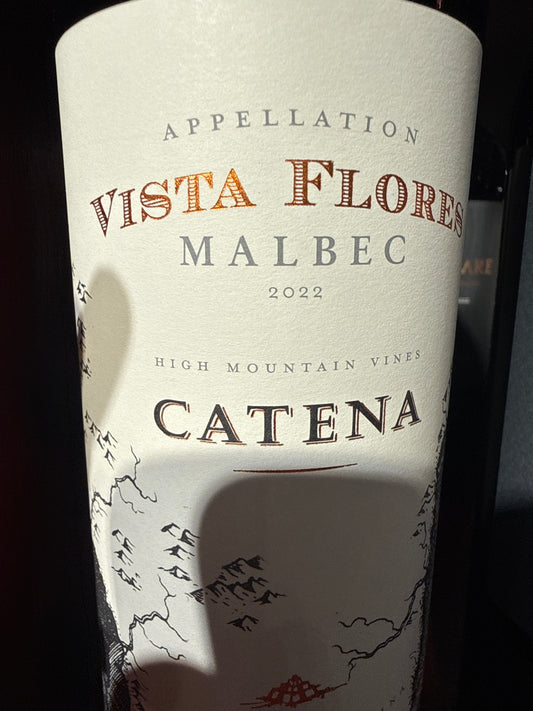 APPELLATION
VISTA FLORES
MALBEC
2022
HIGH MOUNTAIN VINES
CATENA